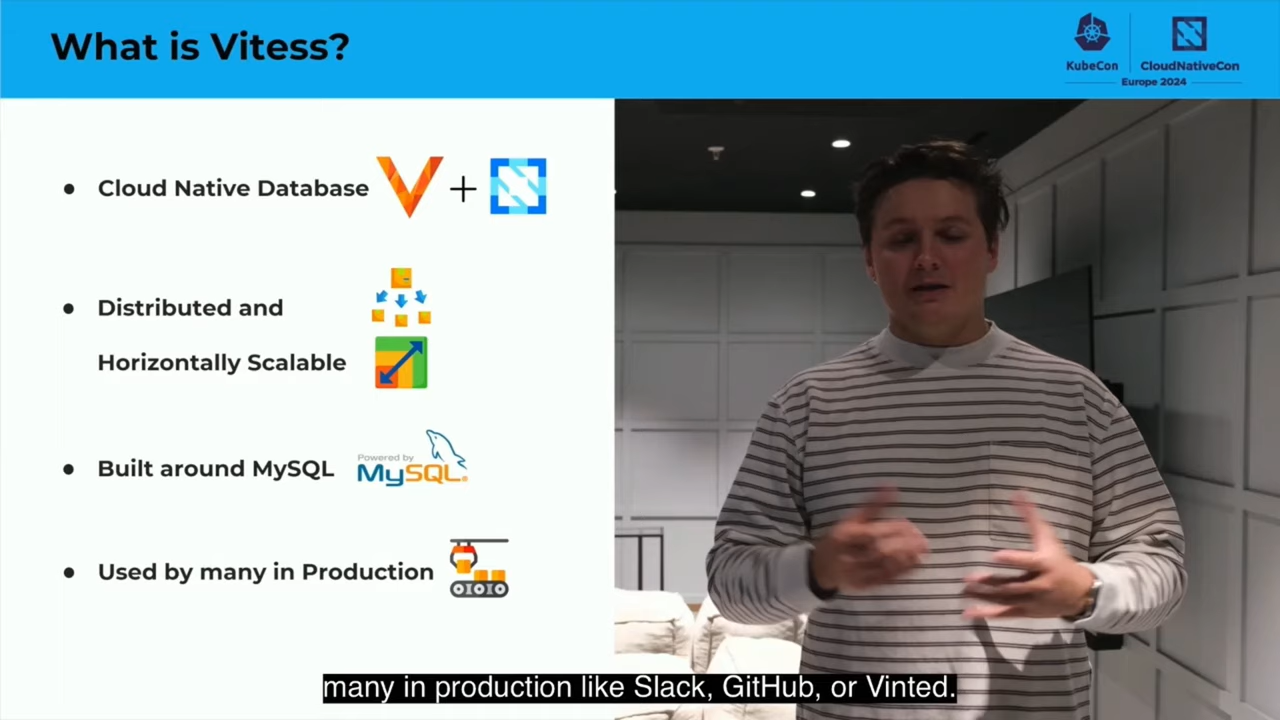 What is Vitess?
KubeCon
CloudNativeCon
Europe 2024
• Cloud Native Database
+
• Distributed and
Horizontally Scalable
• Built around MySQL
Powered by
MySQL®
• Used by many in Production
many in production like Slack, GitHub, or Vinted.